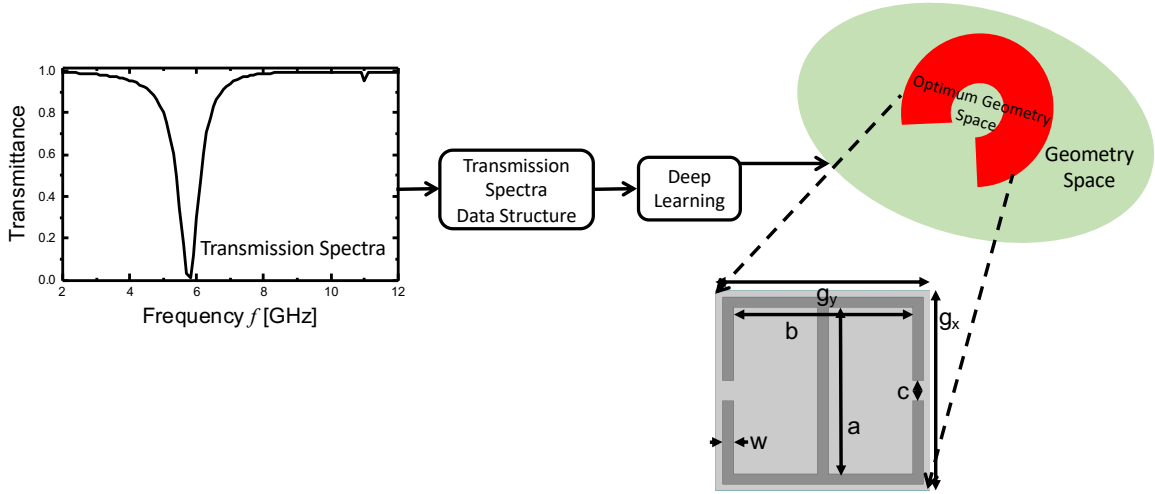 Transmittance
1.0
0.8
0.6
0.4
0.2
0.0
2
4
6
8
10
12
Frequency f [GHz]
Transmission Spectra
Transmission
Spectra
Data Structure
Deep
Learning
Optimum Geometry
Space
Geometry
Space
gy
b
gx
c
a
w